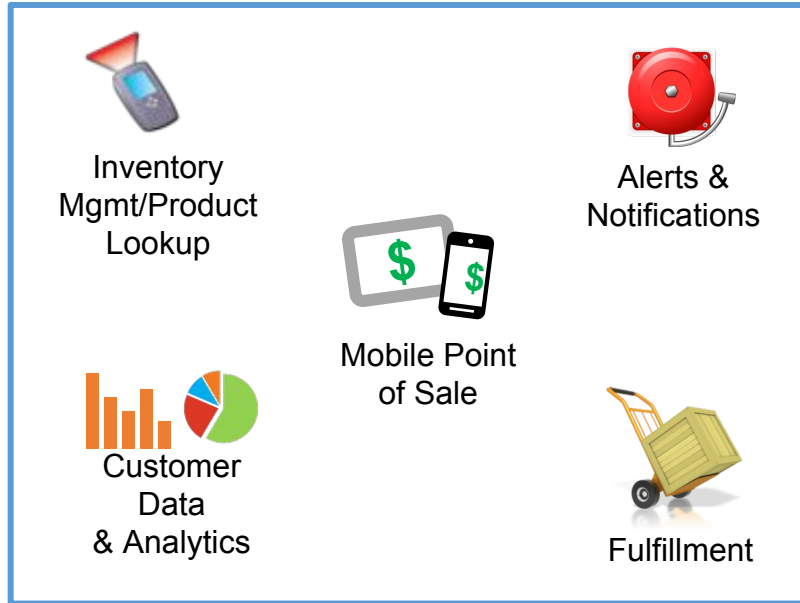 Inventory
Mgmt/Product
Lookup
Alerts &
Notifications
$
$
Mobile Point
of Sale
Customer
Data
& Analytics
Fulfillment